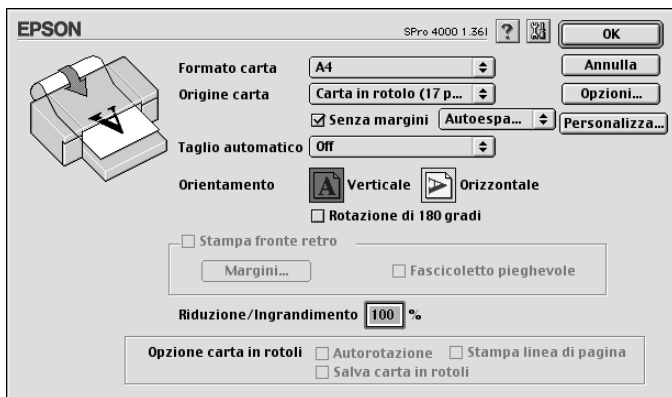 EPSON
SPro 4000 1.36I
?
OK
Formato carta A4
Annulla
Origine carta Carta in rotolo (17 p...
Opzioni...
Senza margini Autoespa...
Personalizza...
Taglio automatico Off
Orientamento A Verticale A Orizzontale
Rotazione di 180 gradi
Stampa fronte retro
Margini... Fascicoletto pieghevole
Riduzione/Ingrandimento 100 %
Opzione carta in rotoli Autorotazione Stampa linea di pagina
Salva carta in rotoli